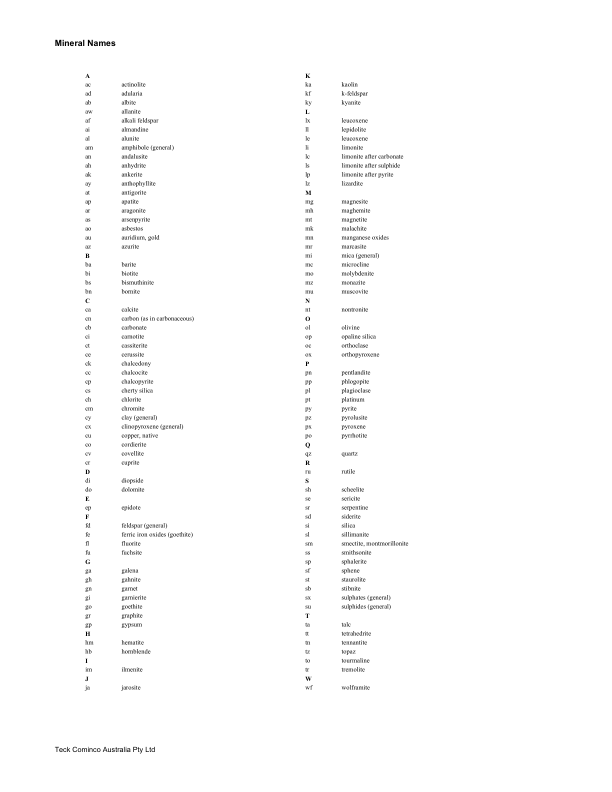 Mineral Names
A
ac actinolite
ad adularia
ab albite
aw allanite
af alkali feldspar
ai almandine
al alunite
am amphibole (general)
an andalusite
ah anhydrite
ak ankerite
ay anthophyllite
at antigorite
ap apatite
ar aragonite
as arsenpyrite
ao asbestos
au auridium, gold
az azurite
B
ba barite
bi biotite
bs bismuthinite
bn bornite
C
ca calcite
cn carbon (as in carbonaceous)
cb carbonate
ci carnotite
ct cassiterite
ce cerussite
ck chalcedony
cc chalcocite
cp chalcopyrite
cs cherty silica
ch chlorite
cm chromite
cy clay (general)
cx clinopyroxene (general)
cu copper, native
co cordierite
cv covellite
cr cuprite
D
di diopside
do dolomite
E
ep epidote
F
fd feldspar (general)
fe ferric iron oxides (goethite)
fl fluorite
fu fuchsite
G
ga galena
gh gahnite
gn garnet
gi garnierite
go goethite
gr graphite
gp gypsum
H
hm hematite
hb hornblende
I
im ilmenite
J
ja jarosite
K
ka kaolin
kf k-feldspar
ky kyanite
L
lx leucoxene
ll lepidolite
le leucoxene
li limonite
lc limonite after carbonate
ls limonite after sulphide
lp limonite after pyrite
lz lizardite
M
mg magnesite
mh maghemite
mt magnetite
mk malachite
mn manganese oxides
mr marcasite
mi mica (general)
mc microcline
mo molybdenite
mz monazite
mu muscovite
N
nt nontronite
O
ol olivine
op opaline silica
oc orthoclase
ox orthopyroxene
P
pn pentlandite
pp phlogopite
pl plagioclase
pt platinum
py pyrite
pz pyrolusite
px pyroxene
po pyrrhotite
Q
qz quartz
R
ru rutile
S
sh scheelite
se sericite
sr serpentine
sd siderite
si silica
sl sillimanite
sm smectite, montmorillonite
ss smithsonite
sp sphalerite
sf sphene
st staurolite
sb stibnite
sx sulphates (general)
su sulphides (general)
T
ta talc
tt tetrahedrite
tn tennantite
tz topaz
to tourmaline
tr tremolite
W
wf wolframite
Teck Cominco Australia Pty Ltd